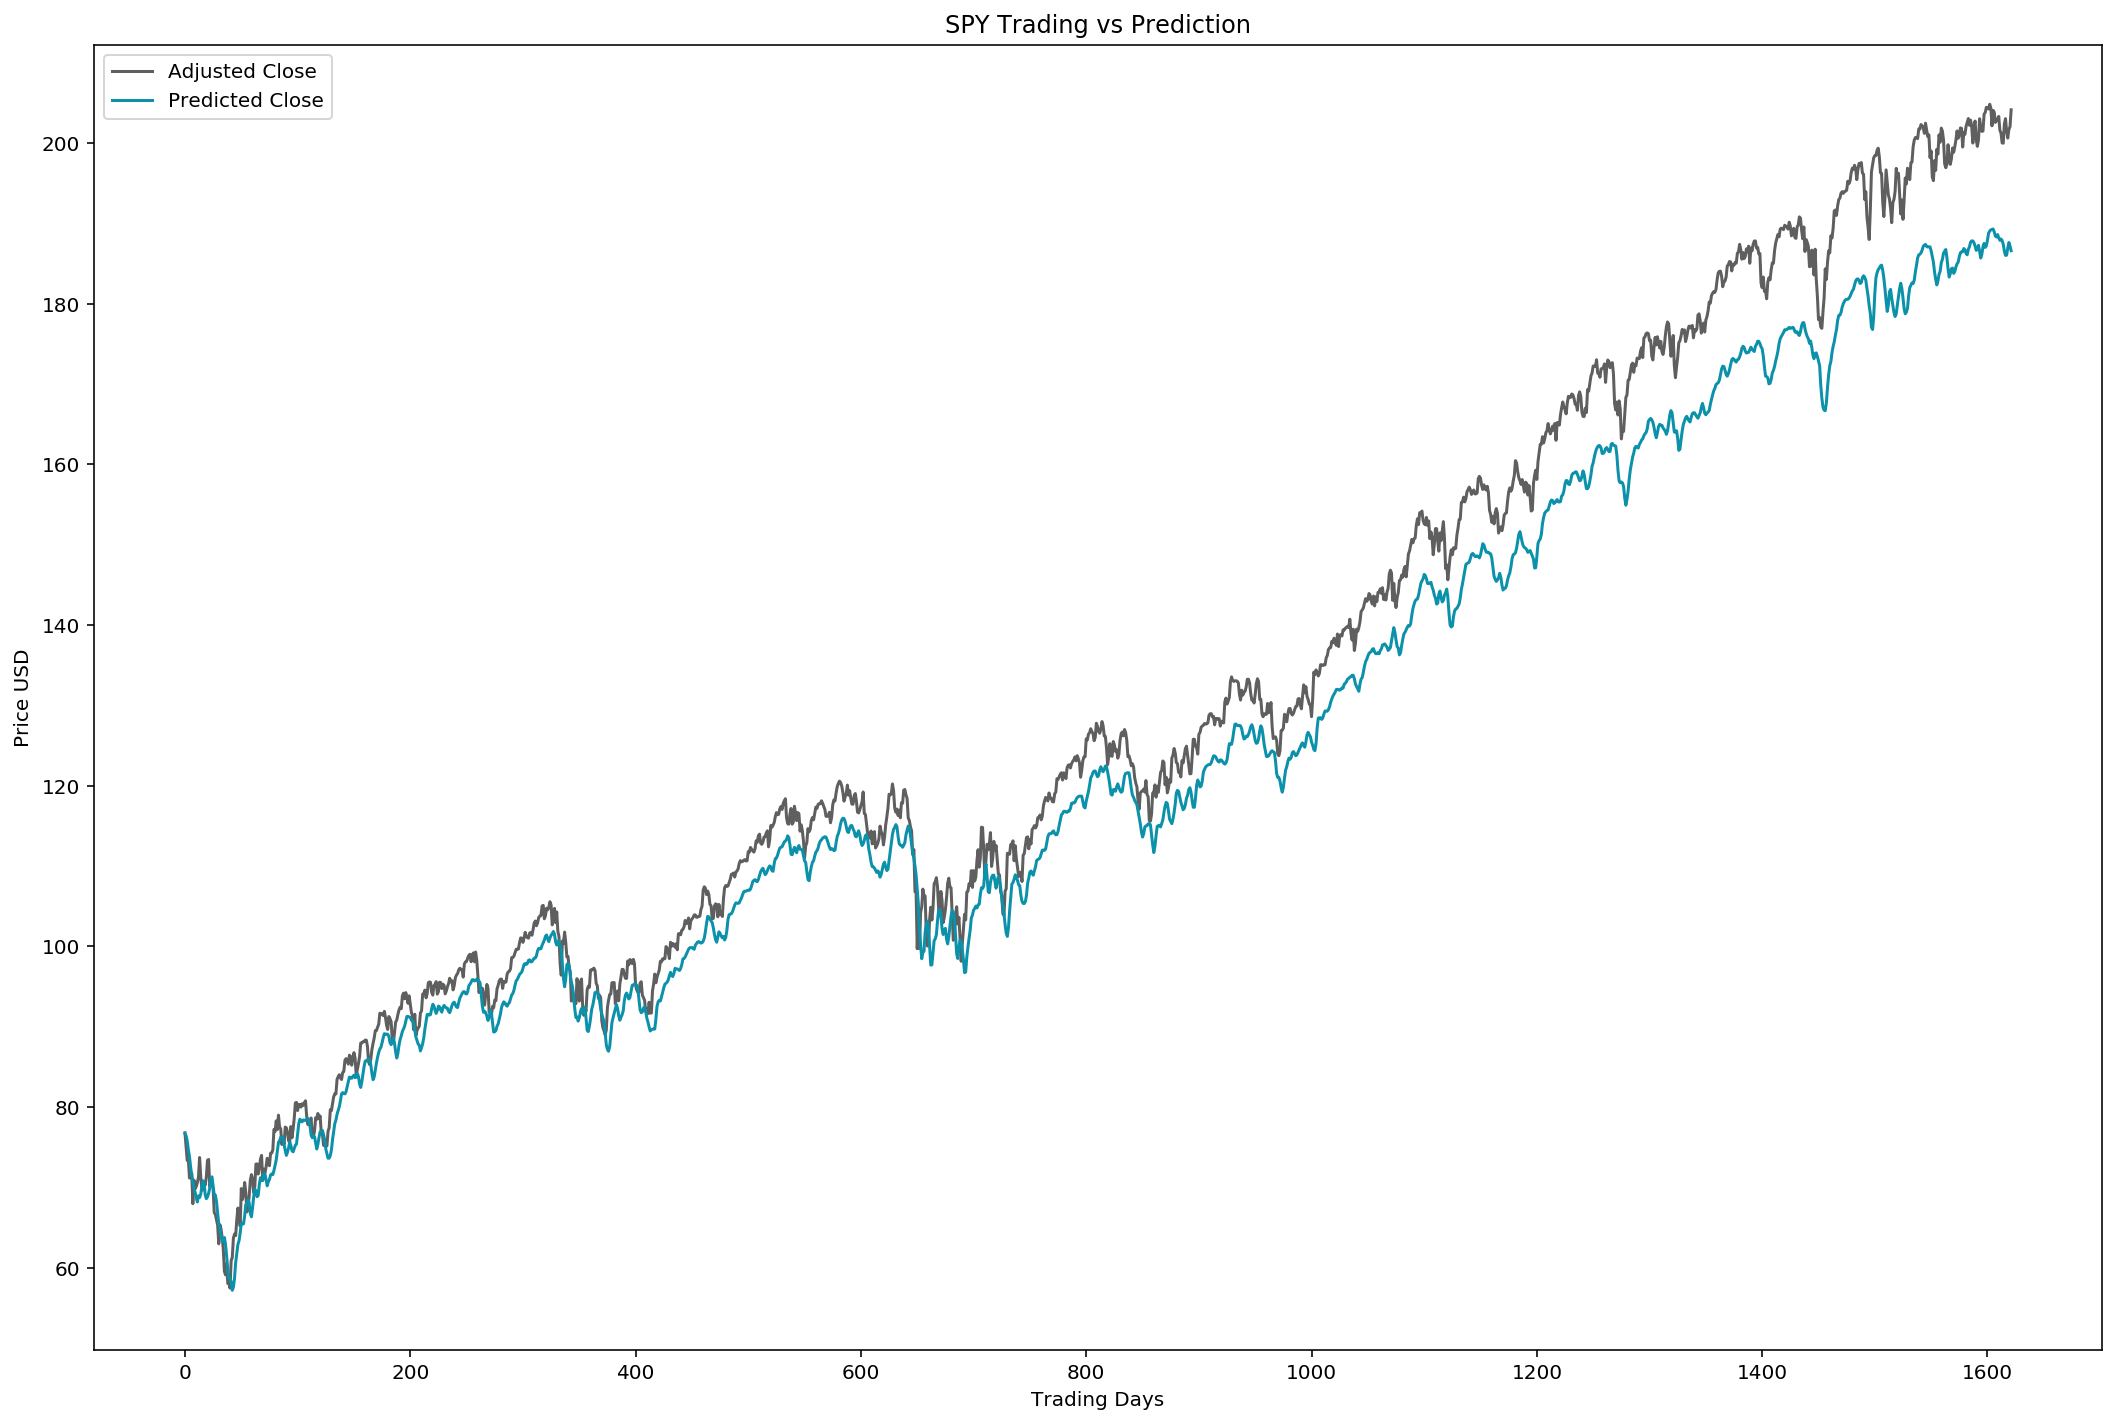 SPY Trading vs Prediction
Adjusted Close
Predicted Close
200
180
160
140
120
100
80
60
Price USD
0 200 400 600 800 1000 1200 1400 1600
Trading Days